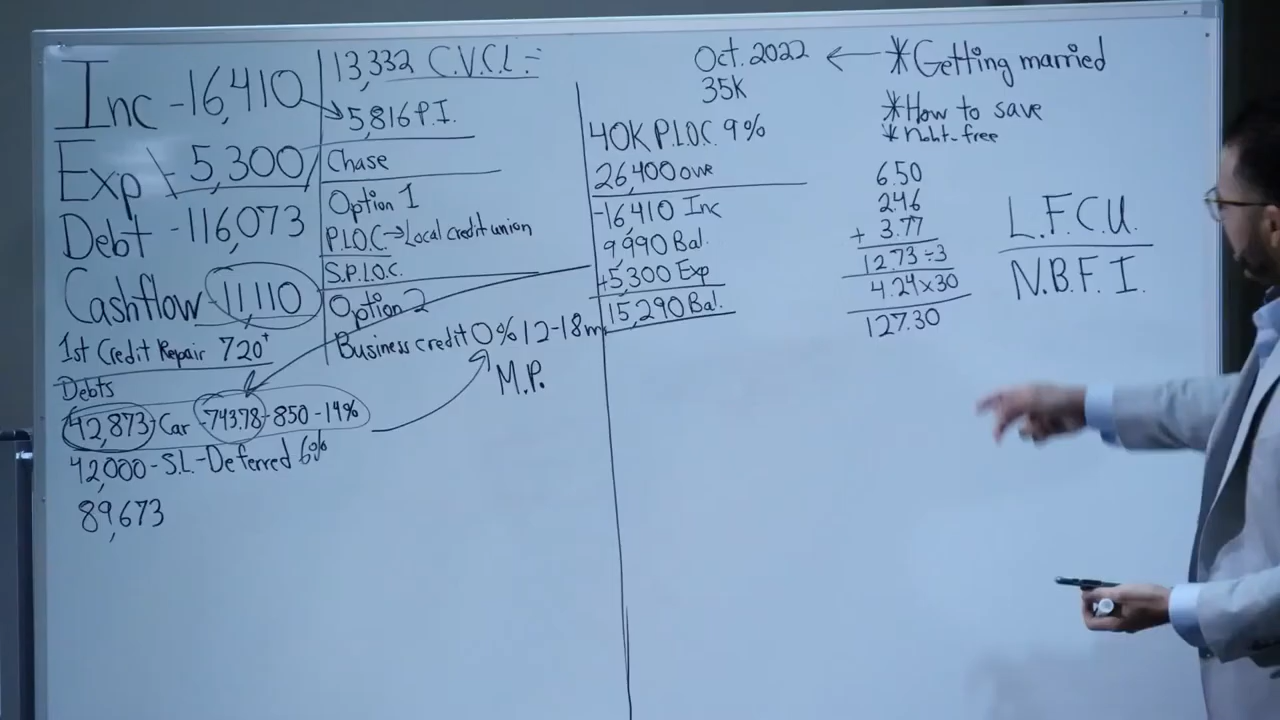 Inc -16,410
Exp - 5,300
Debt -116,073
Cashflow -11,110
1st Credit Repair 720+
Debts
42,873-Car -743.78-850-14%
42,000-S.L.-Deferred 6%
89,673
13,332 C.V.C.L.=
5,816 P.I.
Chase
Option 1
P.L.O.C→Local credit union
S.P.L.O.C.
Option 2
Business credit 0% 12-18m
M.P.
Oct. 2022 ← *Getting married
35K
40K P.L.O.C. 9%
26,400 owe
-16,410 Inc
9,990 Bal.
+5,300 Exp
15,290 Bal.
*How to save
6.50
2.46
+ 3.77
12.73÷3
4.24x30
127.30
L.F.C.U.
N.B.F.I.